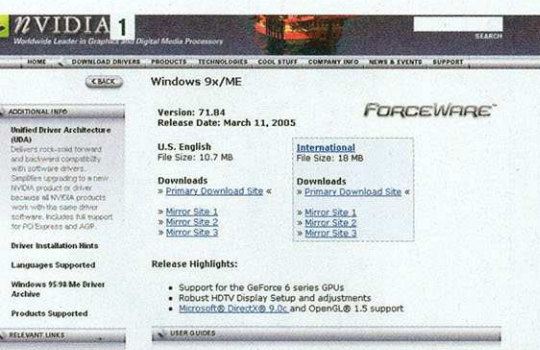 nVIDIA 1
Worldwide Leader in Graphics and Digital Media Processors
SEARCH
HOME DOWNLOAD DRIVERS PRODUCTS TECHNOLOGIES COOL STUFF COMPANY INFO NEWS & EVENTS SUPPORT
BACK
Windows 9x/ME
ADDITIONAL INFO
Unified Driver Architecture
(UDA)
Delivers rock-solid forward
and backward compatibility
with software drivers.
Simplifies upgrading to a new
NVIDIA product or driver
because all NVIDIA products
work with the same driver
software. Includes full support
for PCI Express and AGP.
Driver Installation Hints
Languages Supported
Windows 95 98 Me Driver
Archive
Products Supported
RELEVANT LINKS
Version: 71.84
Release Date: March 11, 2005
FORCEWARE™
U.S. English
File Size: 10.7 MB
Downloads
» Primary Download Site «
» Mirror Site 1
» Mirror Site 2
» Mirror Site 3
International
File Size: 18 MB
Downloads
» Primary Download Site «
» Mirror Site 1
» Mirror Site 2
» Mirror Site 3
Release Highlights:
• Support for the GeForce 6 series GPUs
• Robust HDTV Display Setup and adjustments
• Microsoft® DirectX® 9.0c and OpenGL® 1.5 support
USER GUIDES